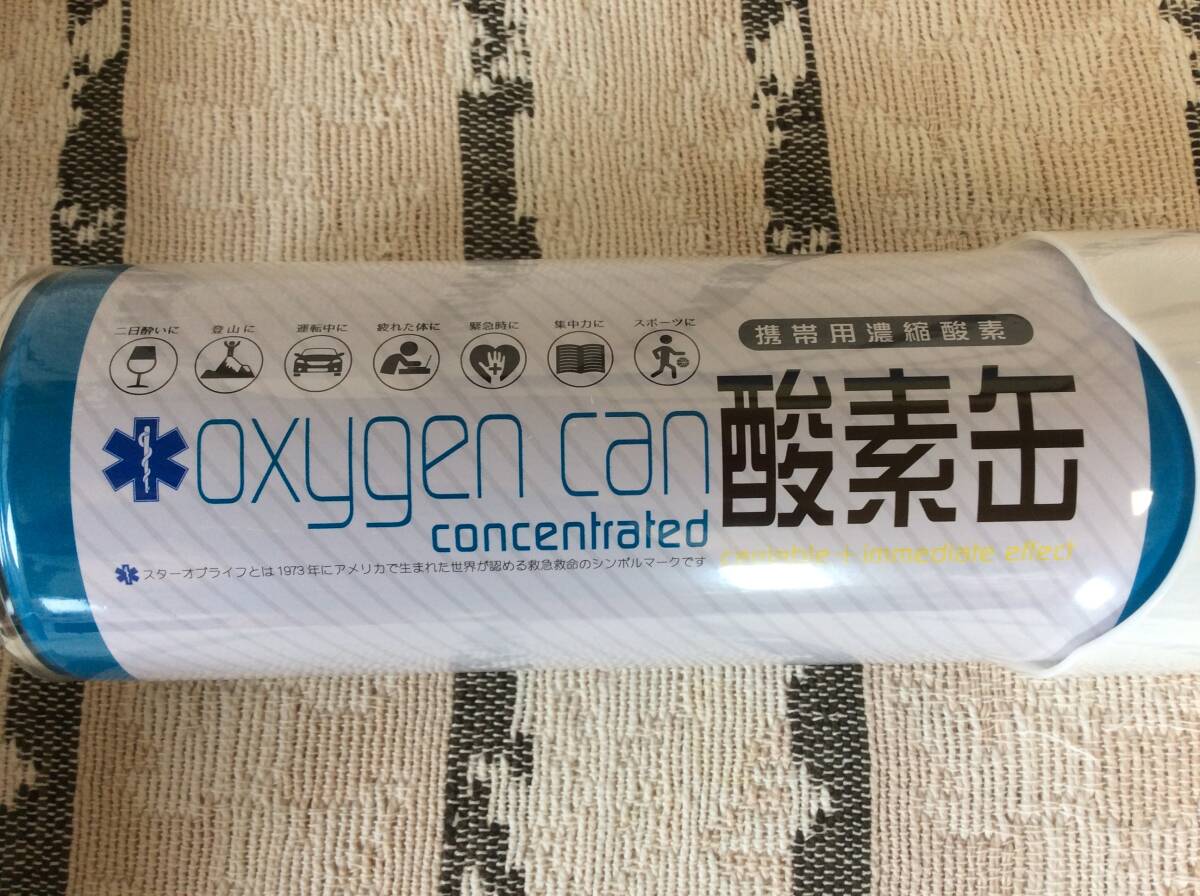 二日酔いに 登山に 運転中に 疲れた体に 緊急時に 集中力に スポーツに
携帯用濃縮酸素
oxygen can 酸素缶
concentrated
+ immediate effect
スターオブライフとは1973年にアメリカで生まれた世界が認める救急救命のシンボルマークです